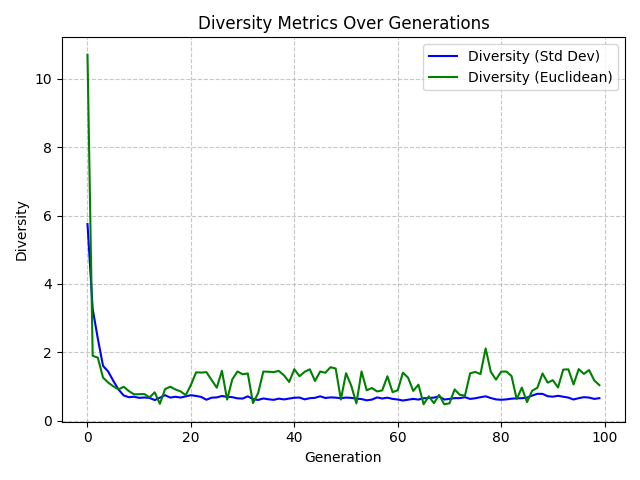 Diversity Metrics Over Generations
Diversity (Std Dev)
Diversity (Euclidean)
10
8
6
4
2
0
Diversity
0 20 40 60 80 100
Generation